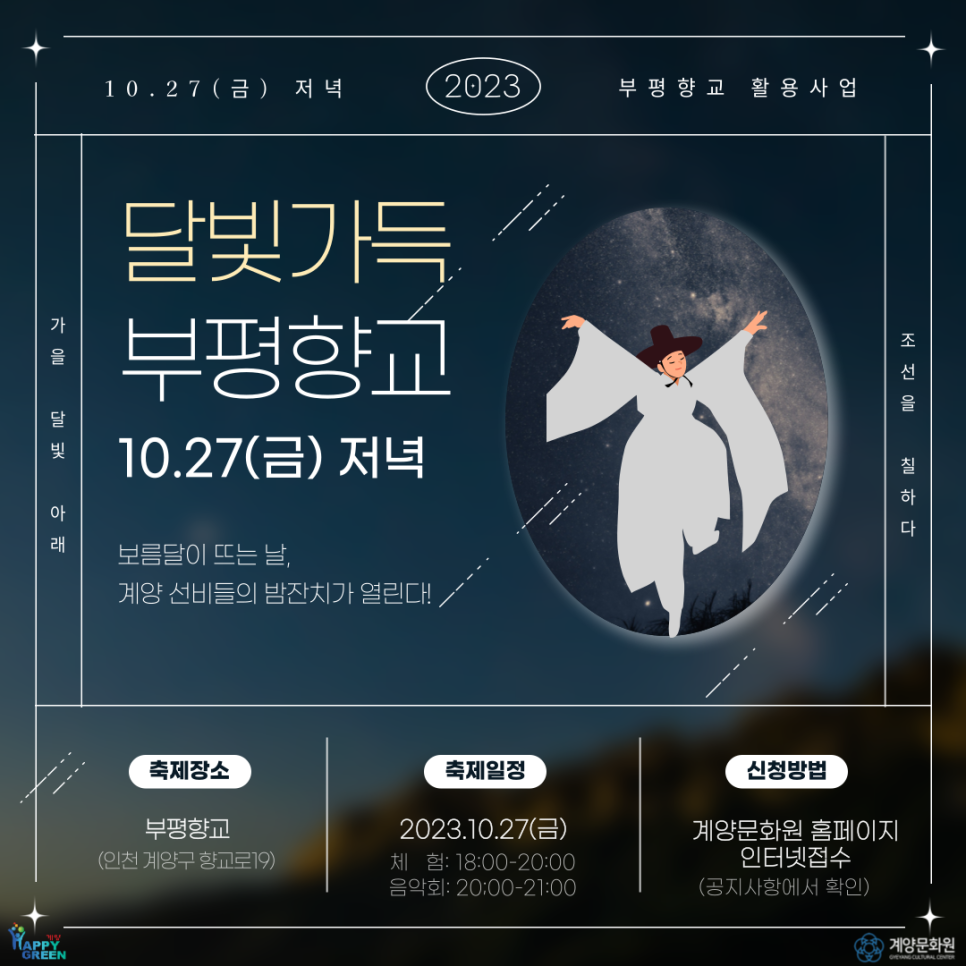 10.27(금) 저녁
2023
부평향교 활용사업
가을 달빛 아래
달빛가득
부평향교
10.27(금) 저녁
보름달이 뜨는 날,
계양 선비들의 밤잔치가 열린다!
조선을 칠하다
축제장소
부평향교
(인천 계양구 향교로19)
축제일정
2023.10.27(금)
체 험: 18:00-20:00
음악회: 20:00-21:00
신청방법
계양문화원 홈페이지
인터넷접수
(공지사항에서 확인)
계양
HAPPY
GREEN
계양문화원
GYEYANG CULTURAL CENTER